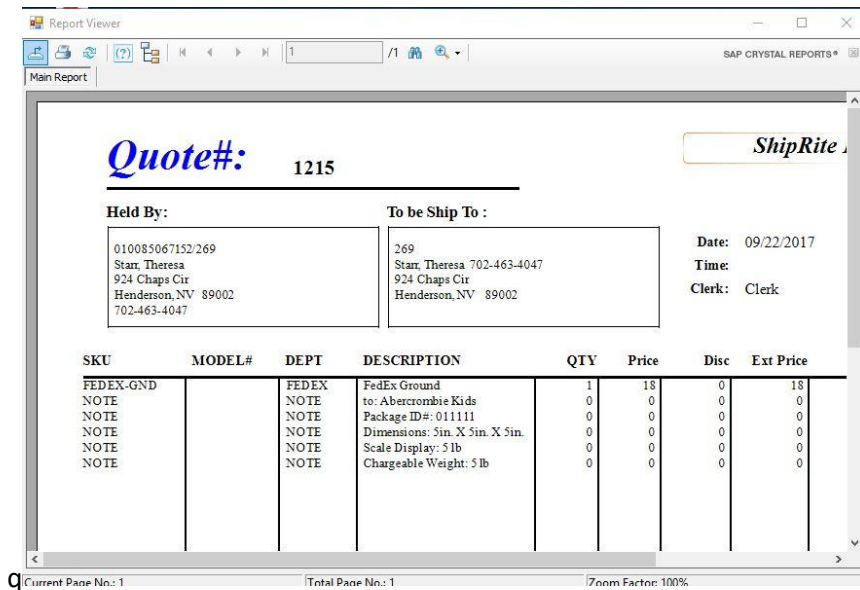 Report Viewer
1 /1 SAP CRYSTAL REPORTS®
Main Report
Quote#: 1215
ShipRite
Held By: To be Ship To :
010085067152/269
Starr, Theresa
924 Chaps Cir
Henderson, NV 89002
702-463-4047
269
Starr, Theresa 702-463-4047
924 Chaps Cir
Henderson, NV 89002
Date: 09/22/2017
Time:
Clerk: Clerk
SKU MODEL# DEPT DESCRIPTION QTY Price Disc Ext Price
FEDEX-GND FEDEX FedEx Ground 1 18 0 18
NOTE NOTE to: Abercrombie Kids 0 0 0 0
NOTE NOTE Package ID#: 011111 0 0 0 0
NOTE NOTE Dimensions: 5in. X 5in. X 5in. 0 0 0 0
NOTE NOTE Scale Display: 5 lb 0 0 0 0
NOTE NOTE Chargeable Weight: 5 lb 0 0 0 0
q
Current Page No.: 1 Total Page No.: 1 Zoom Factor: 100%